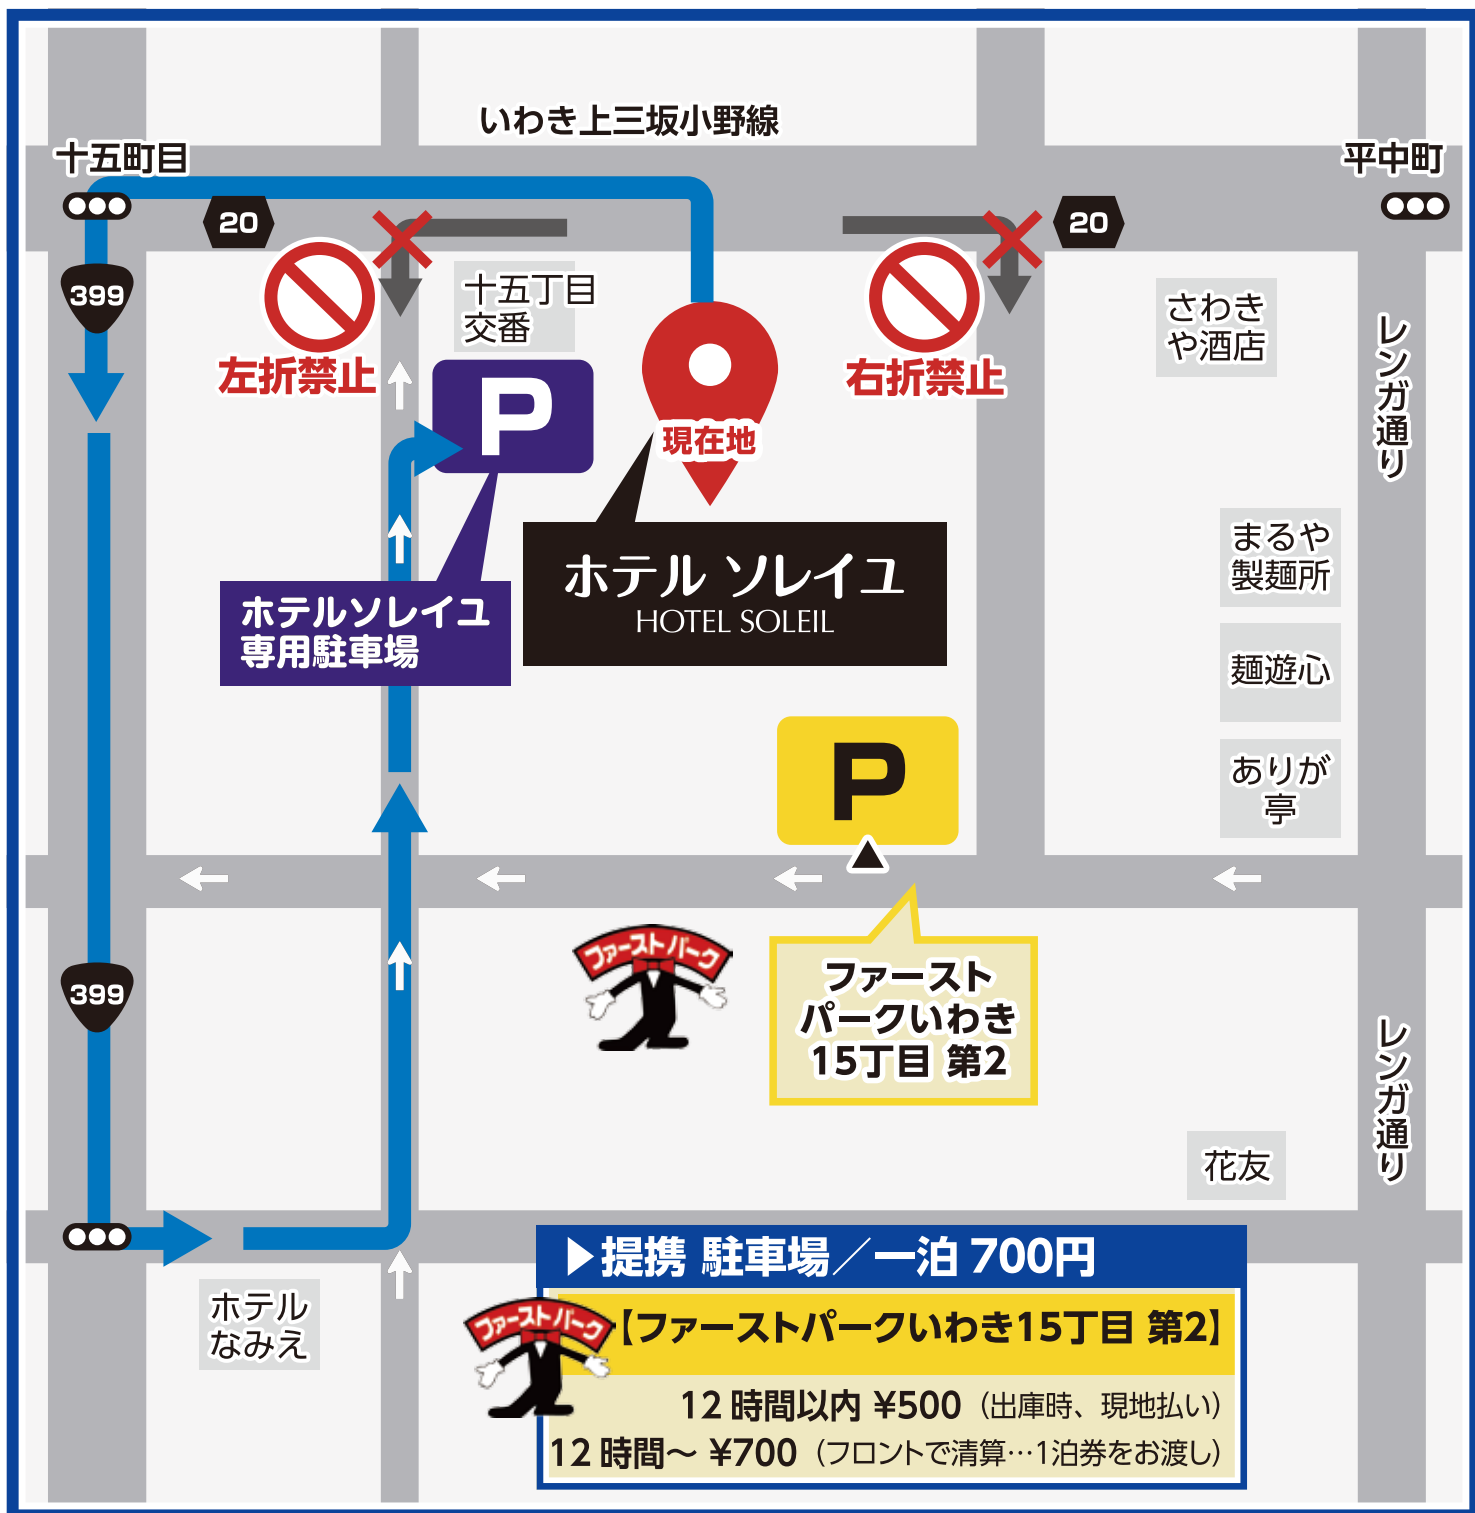 いわき上三坂小野線
十五町目
平中町
20
20
399
十五丁目
交番
さわき
や酒店
レンガ通り
左折禁止
右折禁止
P
現在地
ホテル ソレイユ
HOTEL SOLEIL
まるや
製麺所
ホテルソレイユ
専用駐車場
麺遊心
P
ありが
亭
ファーストパーク
ファースト
パークいわき
15丁目 第2
399
レンガ通り
花友
▶提携 駐車場／一泊 700円
ホテル
なみえ
ファーストパーク
【ファーストパークいわき15丁目 第2】
12時間以内 ¥500（出庫時、現地払い）
12時間～ ¥700（フロントで清算…1泊券をお渡し）